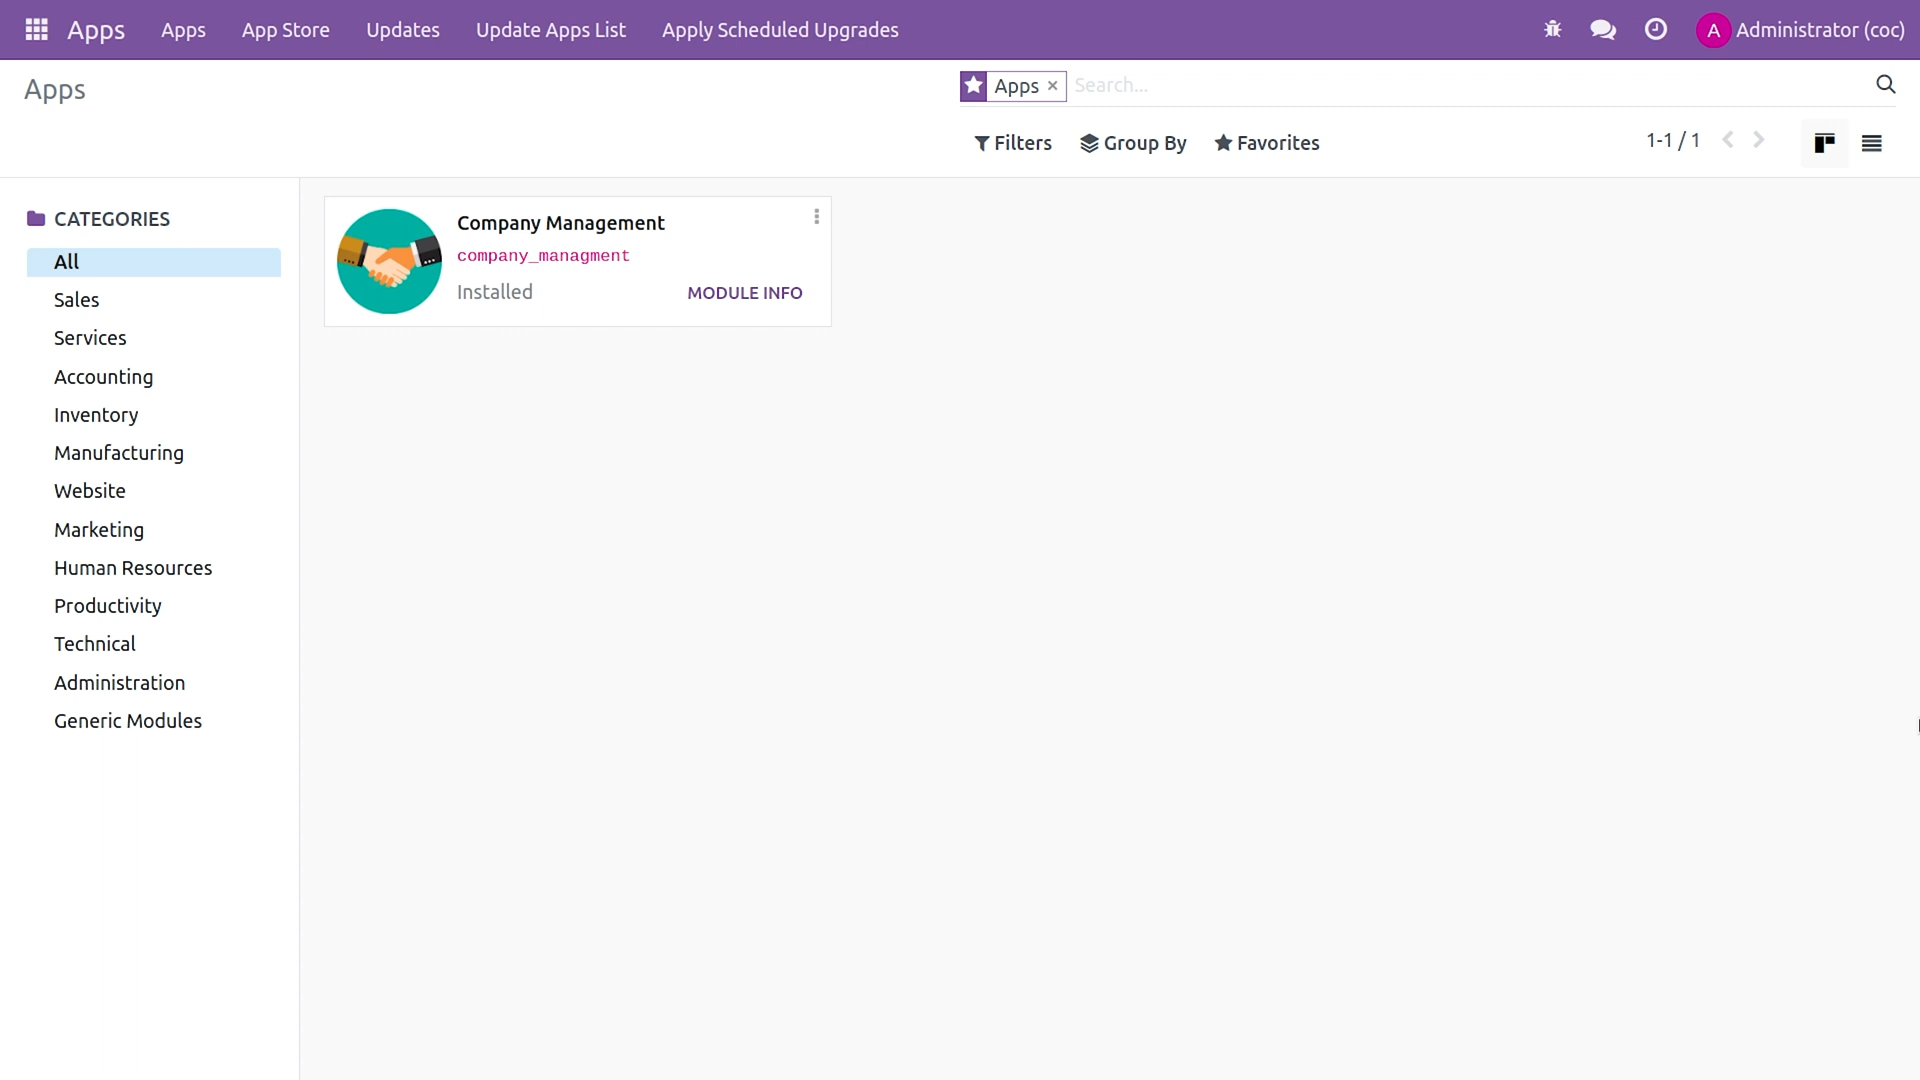 Apps
Apps
App Store
Updates
Update Apps List
Apply Scheduled Upgrades
A
Administrator (coc)
Apps
Apps ×
Search...
Filters
Group By
Favorites
1-1 / 1
CATEGORIES
All
Sales
Services
Accounting
Inventory
Manufacturing
Website
Marketing
Human Resources
Productivity
Technical
Administration
Generic Modules
Company Management
company_managment
Installed
MODULE INFO